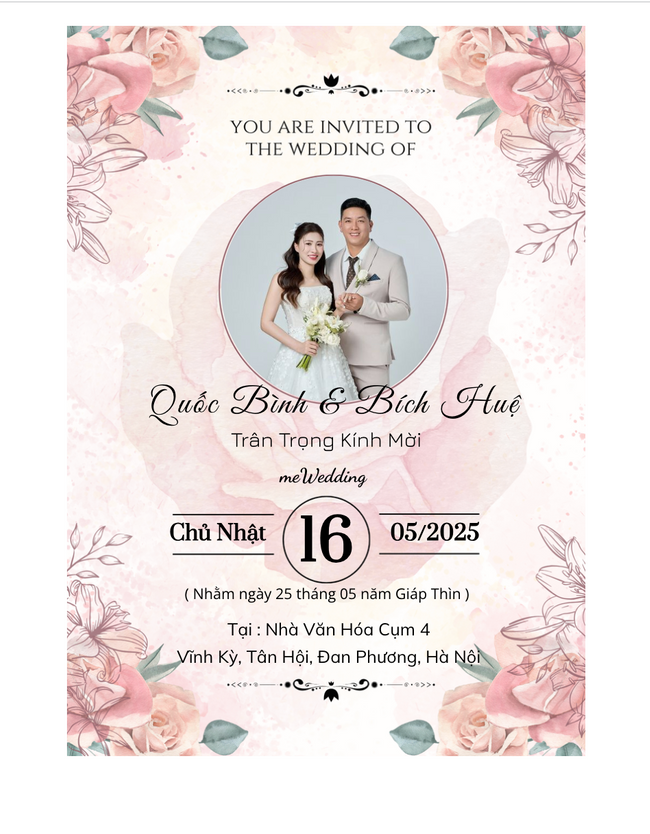 YOU ARE INVITED TO
THE WEDDING OF
Quốc Bình & Bích Huệ
Trân Trọng Kính Mời
meWedding
Chủ Nhật 16 05/2025
( Nhằm ngày 25 tháng 05 năm Giáp Thìn )
Tại : Nhà Văn Hóa Cụm 4
Vĩnh Kỳ, Tân Hội, Đan Phượng, Hà Nội